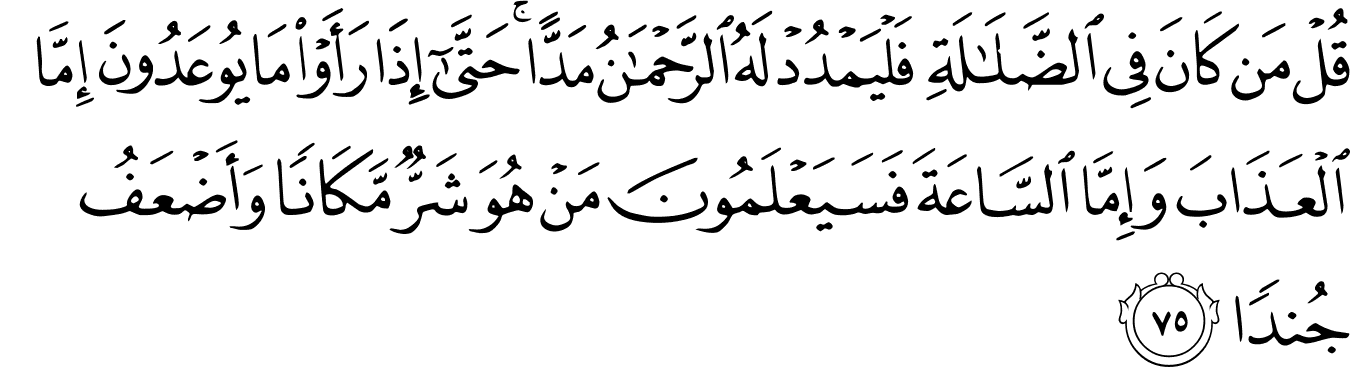 قُلْ مَن كَانَ فِى ٱلضَّلَـٰلَةِ فَلْيَمْدُدْ لَهُ ٱلرَّحْمَـٰنُ مَدًّا ۚ حَتَّىٰٓ إِذَا رَأَوْا۟ مَا يُوعَدُونَ إِمَّا
ٱلْعَذَابَ وَإِمَّا ٱلسَّاعَةَ فَسَيَعْلَمُونَ مَنْ هُوَ شَرٌّ مَّكَانًا وَأَضْعَفُ
جُندًا ٧٥